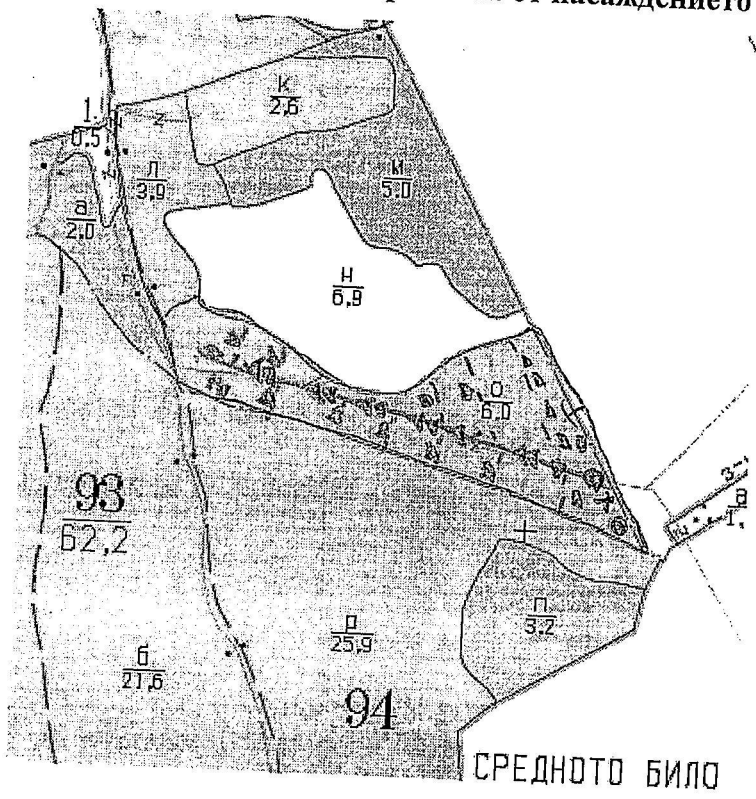 от насаждението
К
2,6
1.
0,5
Л
3,9
М
5.0
а
2.0
Н
6,9
О
6.0
93
62,2
П
3.2
Р
25,9
б
21,6
94
СРЕДНОТО БИЛО